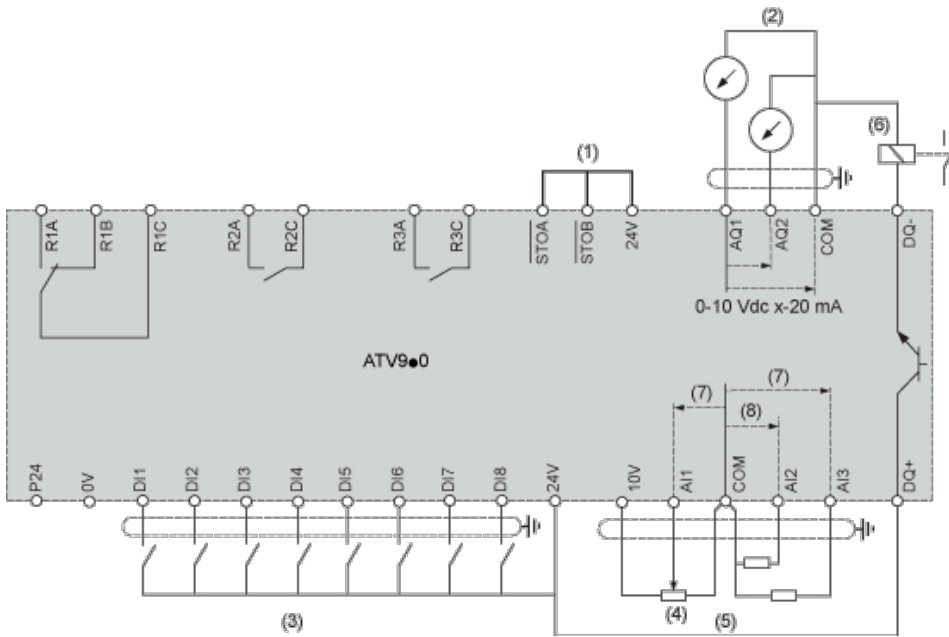 (2)
(6)
(1)
R1A R1B R1C R2A R2C R3A R3C STOA STOB 24V AQ1 AQ2 COM DQ-
0-10 Vdc x-20 mA
ATV9●0
(7)
(7)
(8)
P24 0V DI1 DI2 DI3 DI4 DI5 DI6 DI7 DI8 24V 10V AI1 COM AI2 AI3 DQ+
(3) (4) (5)